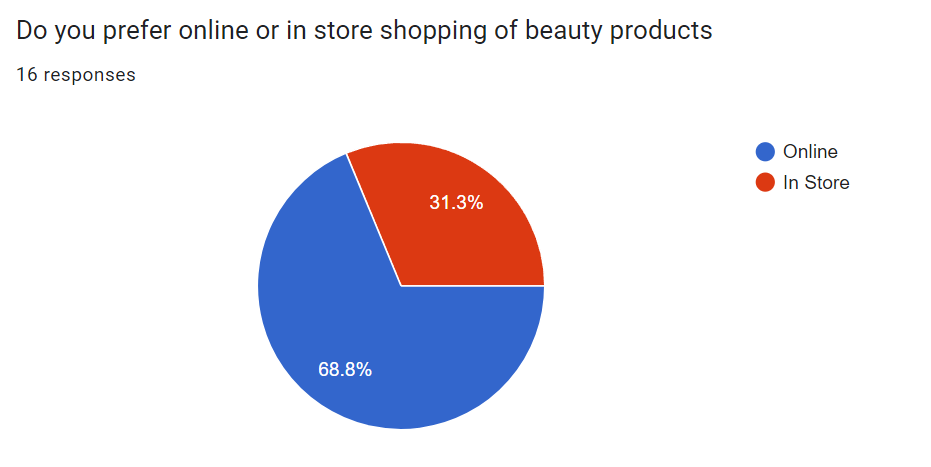 Do you prefer online or in store shopping of beauty products
16 responses
Online
In Store
31.3%
68.8%